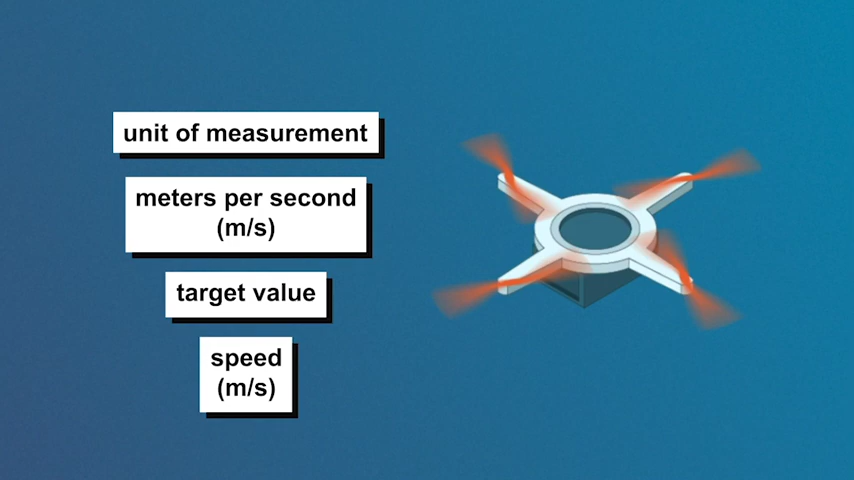 unit of measurement
meters per second
(m/s)
target value
speed
(m/s)